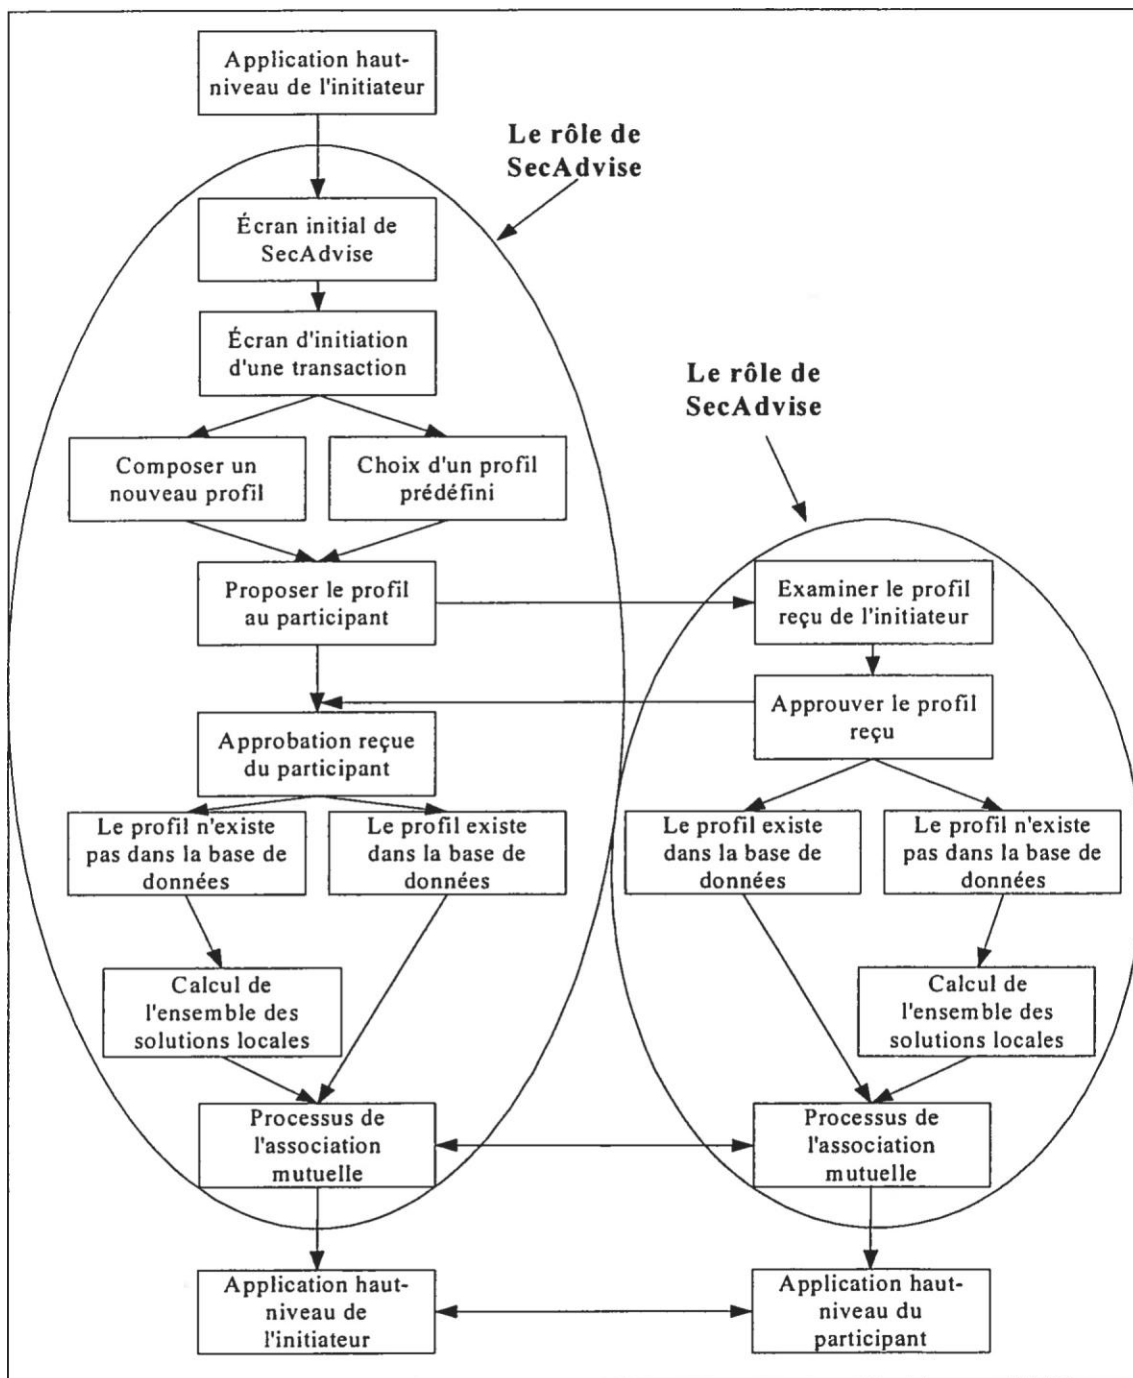 Application haut-
niveau de l'initiateur
Le rôle de
SecAdvise
Écran initial de
SecAdvise
Écran d'initiation
d'une transaction
Le rôle de
SecAdvise
Composer un
nouveau profil
Choix d'un profil
prédéfini
Proposer le profil
au participant
Examiner le profil
reçu de l'initiateur
Approuver le profil
reçu
Approbation reçue
du participant
Le profil n'existe
pas dans la base de
données
Le profil existe
dans la base de
données
Le profil existe
dans la base de
données
Le profil n'existe
pas dans la base de
données
Calcul de
l'ensemble des
solutions locales
Calcul de
l'ensemble des
solutions locales
Processus de
l'association
mutuelle
Processus de
l'association
mutuelle
Application haut-
niveau de
l'initiateur
Application haut-
niveau du
participant